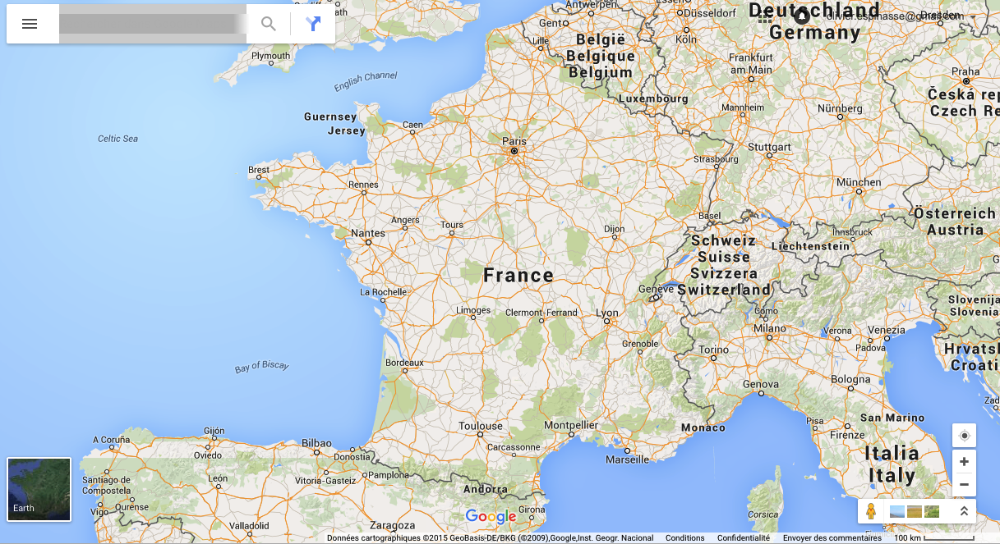 Cardiff
Bath
Antwerpen
Essen
Düsseldorf
Deutschland
Germany
olivier.espinasse@gmail.com
Dresden
Gent
Köln
België
Belgique
Belgium
Lille
Plymouth
English Channel
Frankfurt
am Main
Praha
Česká rep
Czech Re
Luxembourg
Mannheim
Nürnberg
Guernsey
Jersey
Caen
Celtic Sea
Paris
Stuttgart
Strasbourg
Brest
Rennes
München
Angers
Tours
Nantes
Dijon
Basel
Österreich
Austria
Innsbruck
Liechtenstein
Schweiz
Suisse
Svizzera
Switzerland
France
La Rochelle
Genève
Limoges
Clermont-Ferrand
Lyon
Como
Milano
Verona
Venezia
Padova
Slovenija
Slovenia
Grenoble
Torino
Hrvats
Croati
Bordeaux
Bay of Biscay
Genova
Bologna
Zad
Toulouse
Montpellier
Monaco
Pisa
Firenze
San Marino
A Coruña
Gijón
Oviedo
Bilbao
Donostia
Carcassonne
Marseille
Italia
Italy
Santiago de
Compostela
León
Vitoria-Gasteiz
Pamplona
Andorra
Earth
Vigo
Ourense
Valladolid
Zaragoza
Google
Girona
Corsica
Données cartographiques ©2015 GeoBasis-DE/BKG (©2009),Google,Inst. Geogr. Nacional Conditions Confidentialité Envoyer des commentaires 100 km